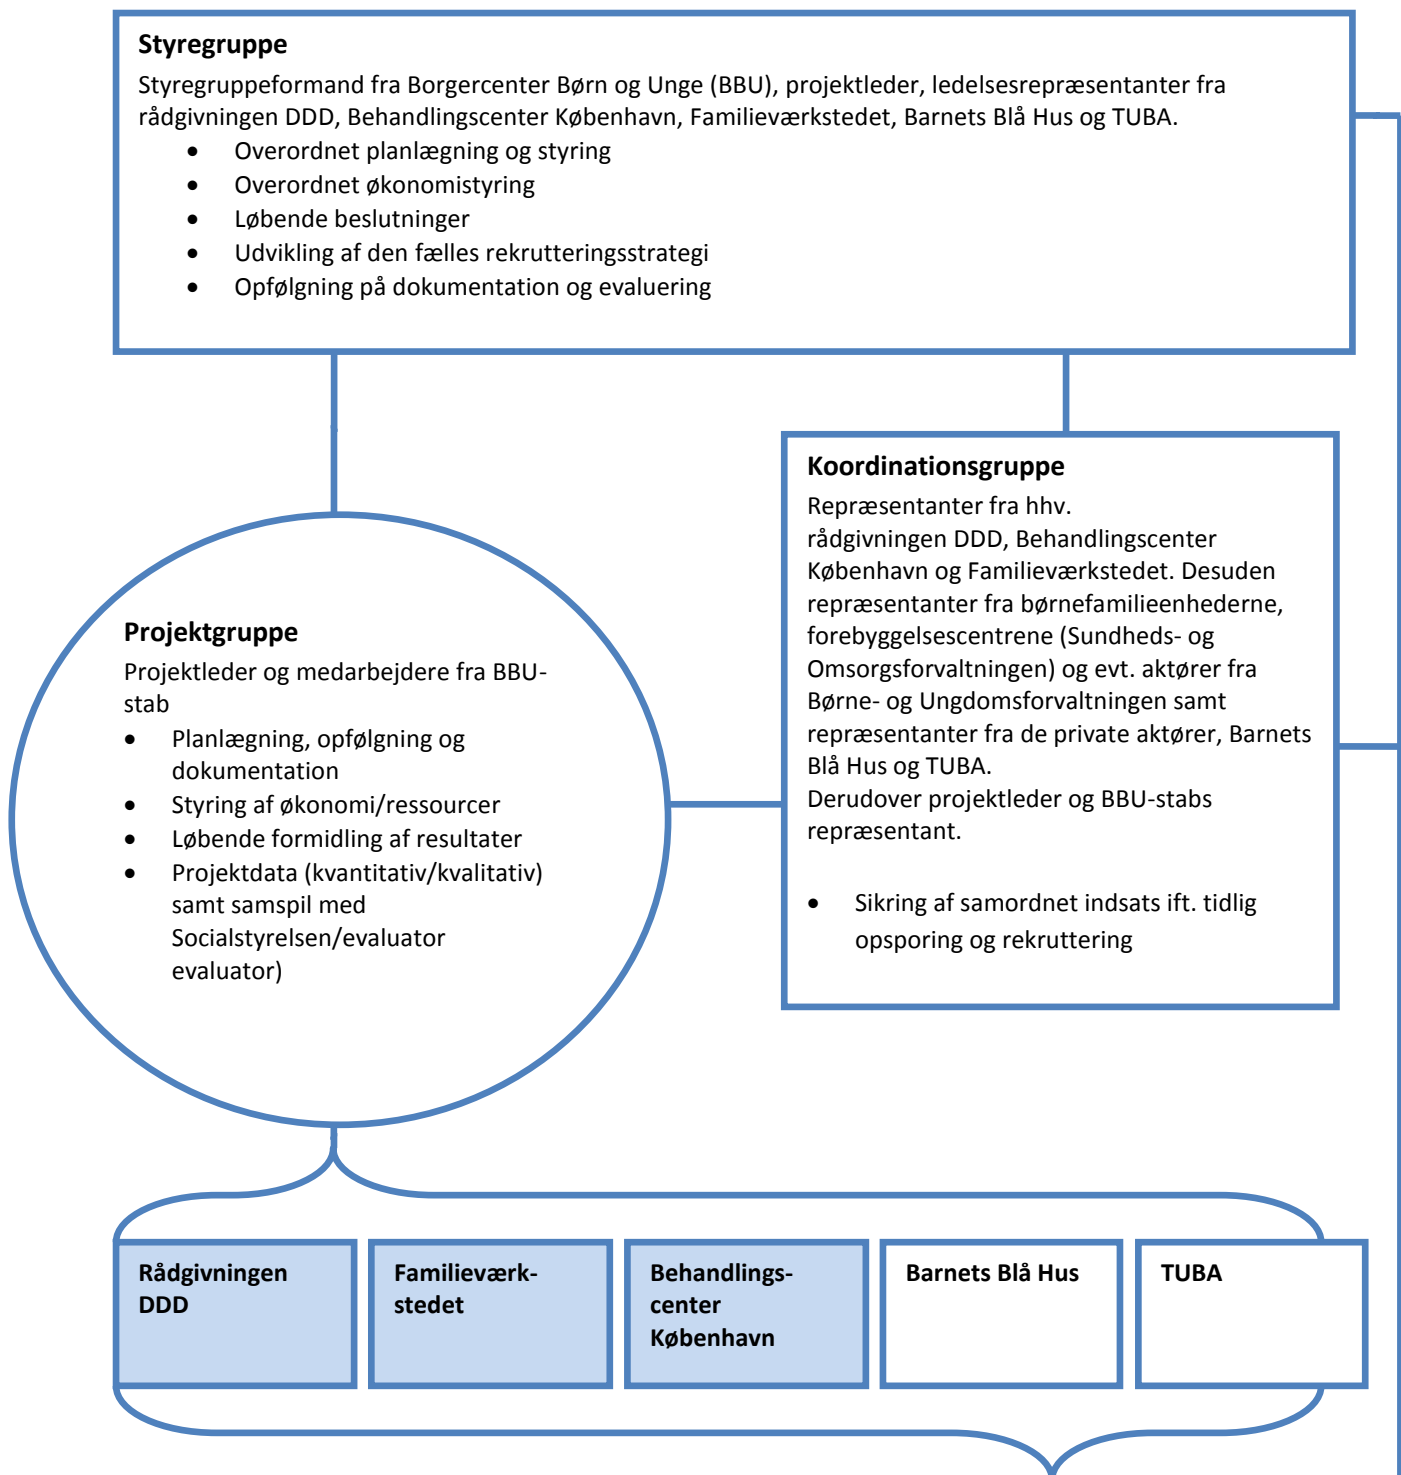 Styregruppe
Styregruppeformand fra Borgercenter Børn og Unge (BBU), projektleder, ledelsesrepræsentanter fra
rådgivningen DDD, Behandlingscenter København, Familieværkstedet, Barnets Blå Hus og TUBA.
• Overordnet planlægning og styring
• Overordnet økonomistyring
• Løbende beslutninger
• Udvikling af den fælles rekrutteringsstrategi
• Opfølgning på dokumentation og evaluering
Projektgruppe
Projektleder og medarbejdere fra BBU-
stab
• Planlægning, opfølgning og
dokumentation
• Styring af økonomi/ressourcer
• Løbende formidling af resultater
• Projektdata (kvantitativ/kvalitativ)
samt samspil med
Socialstyrelsen/evaluator
evaluator)
Koordinationsgruppe
Repræsentanter fra hhv.
rådgivningen DDD, Behandlingscenter
København og Familieværkstedet. Desuden
repræsentanter fra børnefamilieenhederne,
forebyggelsescentrene (Sundheds- og
Omsorgsforvaltningen) og evt. aktører fra
Børne- og Ungdomsforvaltningen samt
repræsentanter fra de private aktører, Barnets
Blå Hus og TUBA.
Derudover projektleder og BBU-stabs
repræsentant.
• Sikring af samordnet indsats ift. tidlig
opsporing og rekruttering
Rådgivningen
DDD
Familieværk-
stedet
Behandlings-
center
København
Barnets Blå Hus
TUBA